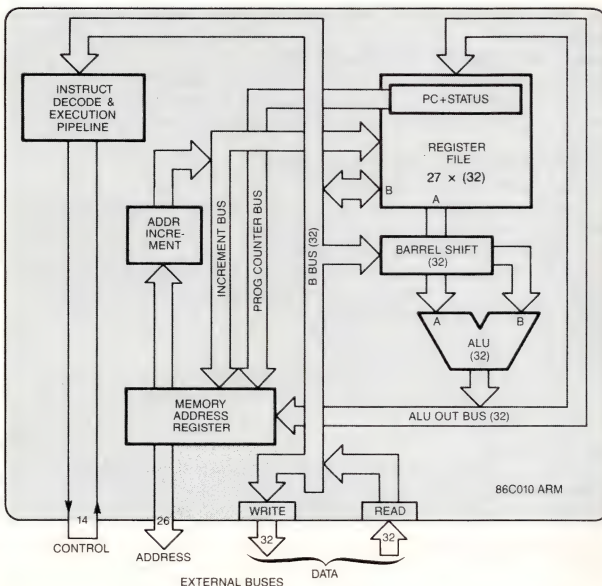 INSTRUCT
DECODE &
EXECUTION
PIPELINE
PC+STATUS
REGISTER
FILE
27 × (32)
B
A
ADDR
INCRE-
MENT
INCREMENT BUS
PROG COUNTER BUS
B BUS (32)
BARREL SHIFT
(32)
A
B
ALU
(32)
MEMORY
ADDRESS
REGISTER
ALU OUT BUS (32)
86C010 ARM
WRITE
READ
14
26
32
32
CONTROL
ADDRESS
DATA
EXTERNAL BUSES